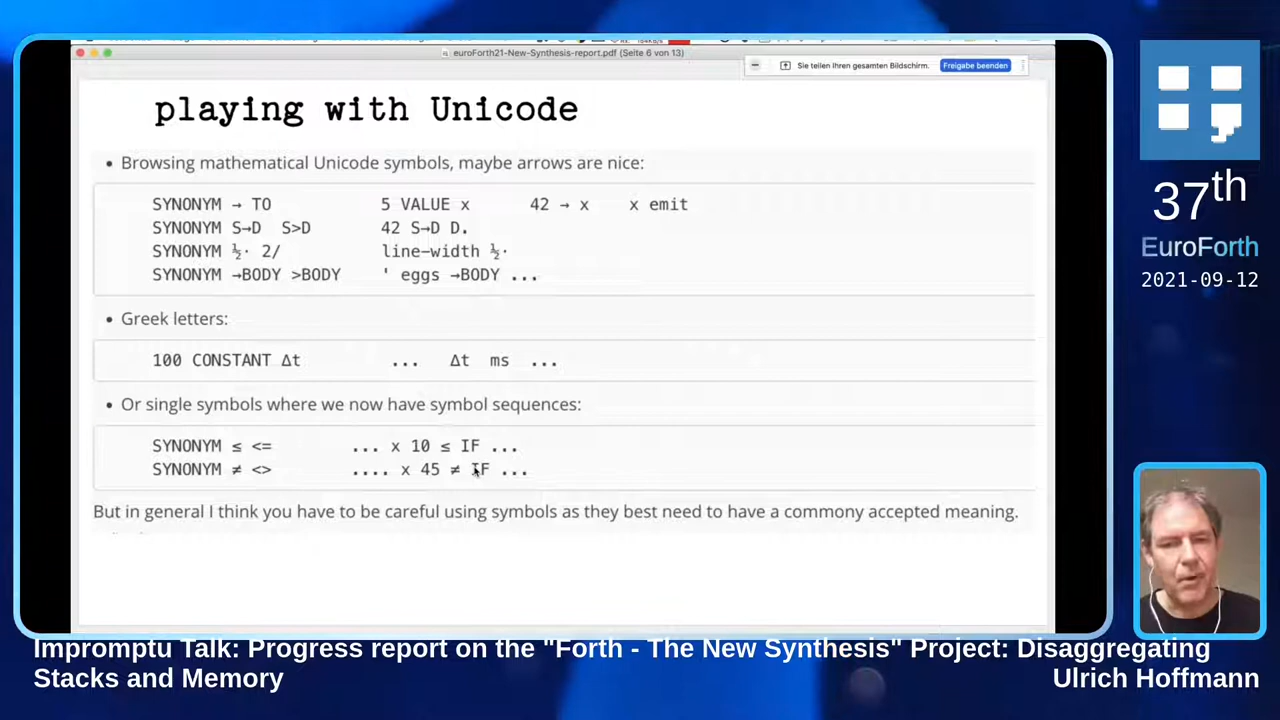 euroForth21-New-Synthesis-report.pdf (Seite 6 von 13)
Sie teilen Ihren gesamten Bildschirm. Freigabe beenden
playing with Unicode
• Browsing mathematical Unicode symbols, maybe arrows are nice:
SYNONYM → TO 5 VALUE x 42 → x x emit
SYNONYM S→D S>D 42 S→D D.
SYNONYM ½· 2/ line-width ½·
SYNONYM →BODY >BODY ' eggs →BODY ...
• Greek letters:
100 CONSTANT Δt ... Δt ms ...
• Or single symbols where we now have symbol sequences:
SYNONYM ≤ <= ... x 10 ≤ IF ...
SYNONYM ≠ <> .... x 45 ≠ IF ...
But in general I think you have to be careful using symbols as they best need to have a commony accepted meaning.
37th
EuroForth
2021-09-12
Impromptu Talk: Progress report on the "Forth - The New Synthesis" Project: Disaggregating
Stacks and Memory
Ulrich Hoffmann